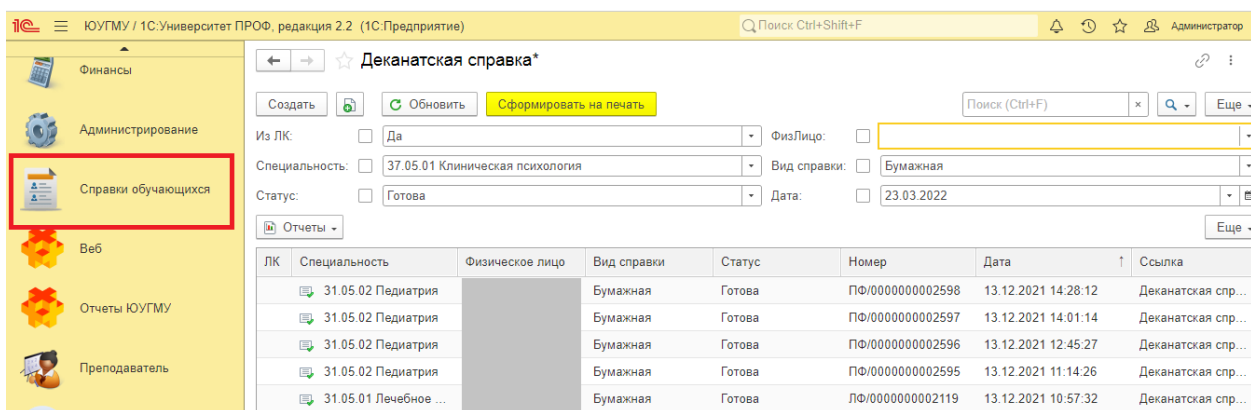 1С ЮУГМУ / 1С:Университет ПРОФ, редакция 2.2 (1С:Предприятие) Поиск Ctrl+Shift+F Администратор
Финансы
Администрирование
Справки обучающихся
Веб
Отчеты ЮУГМУ
Преподаватель
Деканатская справка*
Создать Обновить Сформировать на печать Поиск (Ctrl+F) × Еще
Из ЛК: Да ФизЛицо:
Специальность: 37.05.01 Клиническая психология Вид справки: Бумажная
Статус: Готова Дата: 23.03.2022
Отчеты Еще
ЛК Специальность Физическое лицо Вид справки Статус Номер Дата ↑ Ссылка
31.05.02 Педиатрия Бумажная Готова ПФ/0000000002598 13.12.2021 14:28:12 Деканатская спр...
31.05.02 Педиатрия Бумажная Готова ПФ/0000000002597 13.12.2021 14:01:14 Деканатская спр...
31.05.02 Педиатрия Бумажная Готова ПФ/0000000002596 13.12.2021 12:45:27 Деканатская спр...
31.05.02 Педиатрия Бумажная Готова ПФ/0000000002595 13.12.2021 11:14:26 Деканатская спр...
31.05.01 Лечебное ... Бумажная Готова ЛФ/0000000002119 13.12.2021 10:57:32 Деканатская спр...